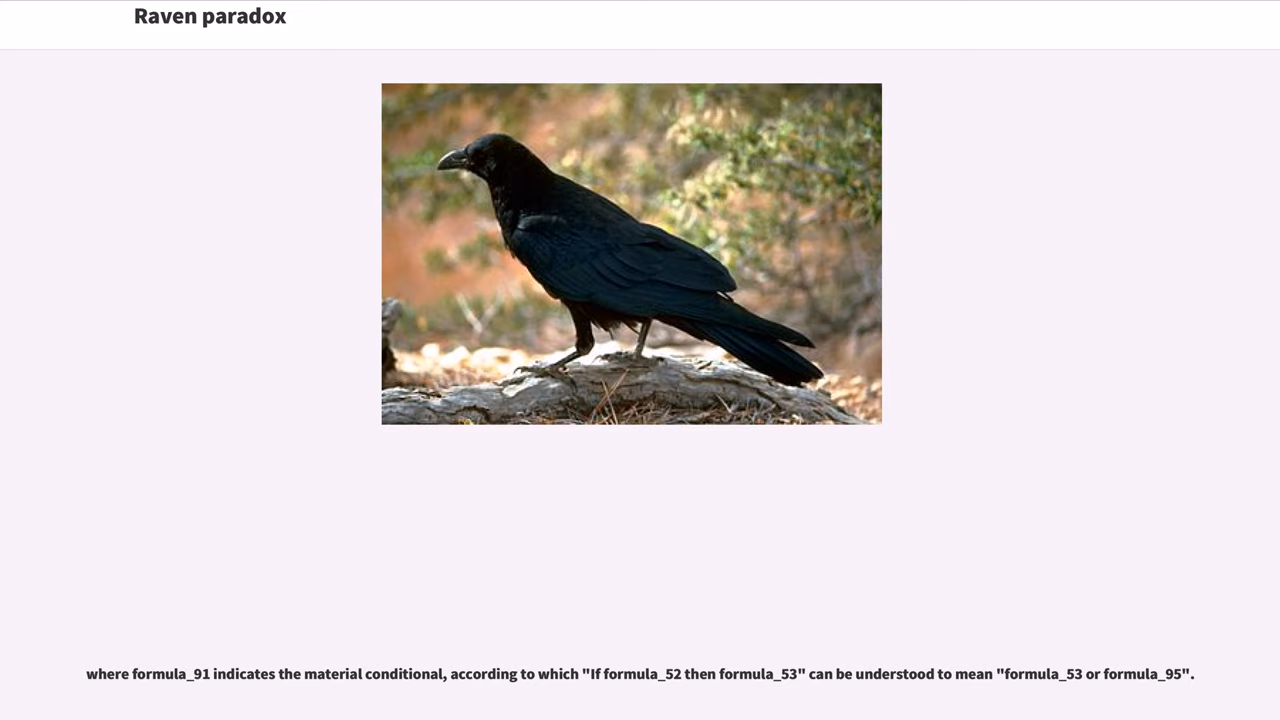 Raven paradox
where formula_91 indicates the material conditional, according to which "If formula_52 then formula_53" can be understood to mean "formula_53 or formula_95".